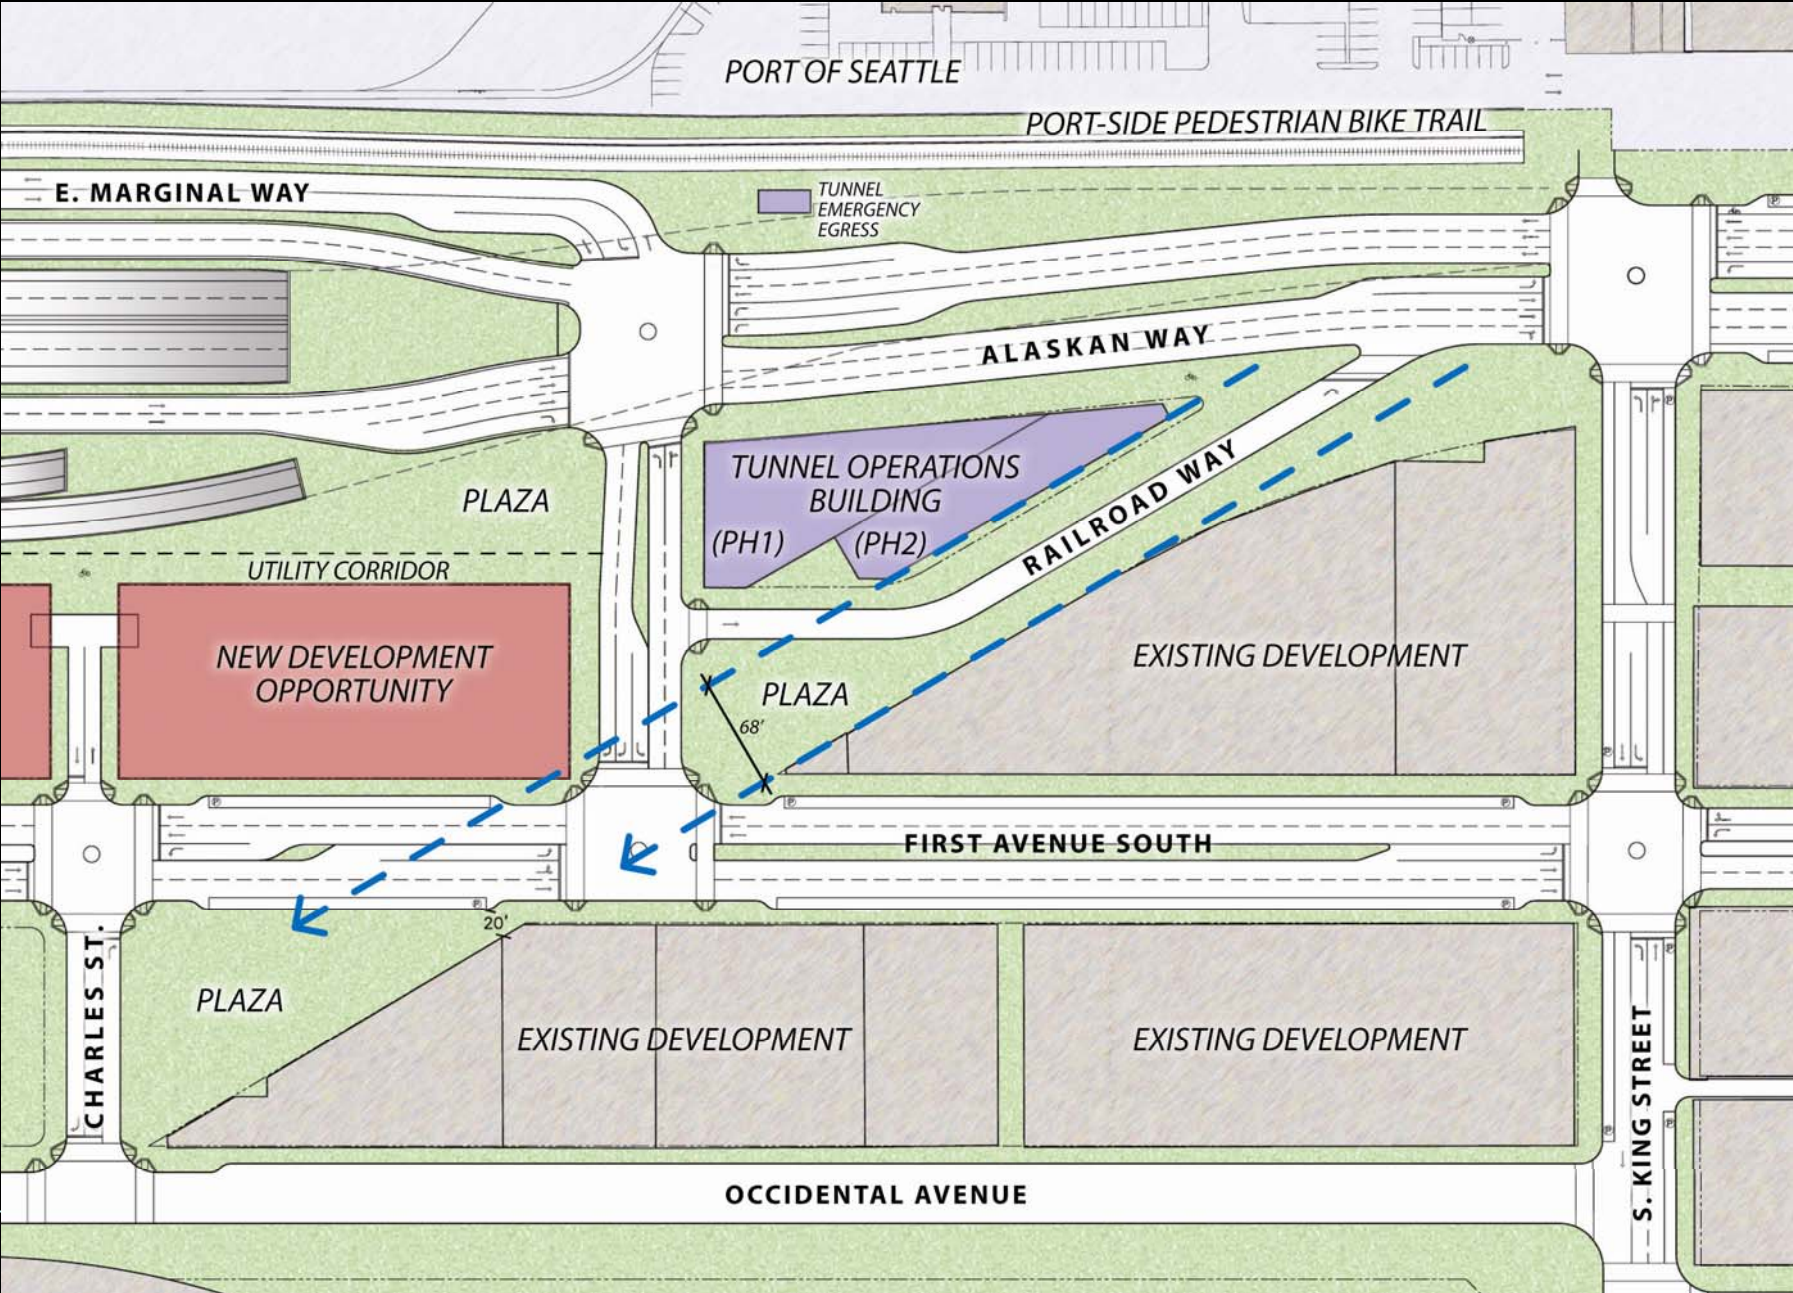 PORT OF SEATTLE
PORT-SIDE PEDESTRIAN BIKE TRAIL
E. MARGINAL WAY
TUNNEL
EMERGENCY
EGRESS
ALASKAN WAY
TUNNEL OPERATIONS
BUILDING
(PH1)
(PH2)
PLAZA
RAILROAD WAY
UTILITY CORRIDOR
NEW DEVELOPMENT
OPPORTUNITY
EXISTING DEVELOPMENT
PLAZA
68'
FIRST AVENUE SOUTH
20'
PLAZA
CHARLES ST.
EXISTING DEVELOPMENT
EXISTING DEVELOPMENT
S. KING STREET
OCCIDENTAL AVENUE